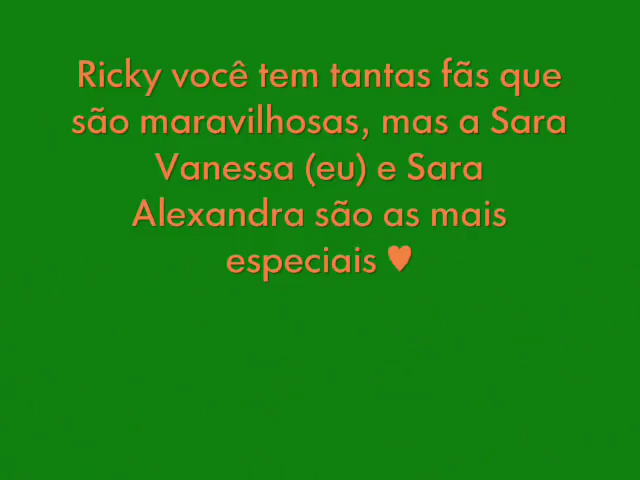 Ricky você tem tantas fãs que
são maravilhosas, mas a Sara
Vanessa (eu) e Sara
Alexandra são as mais
especiais ♥